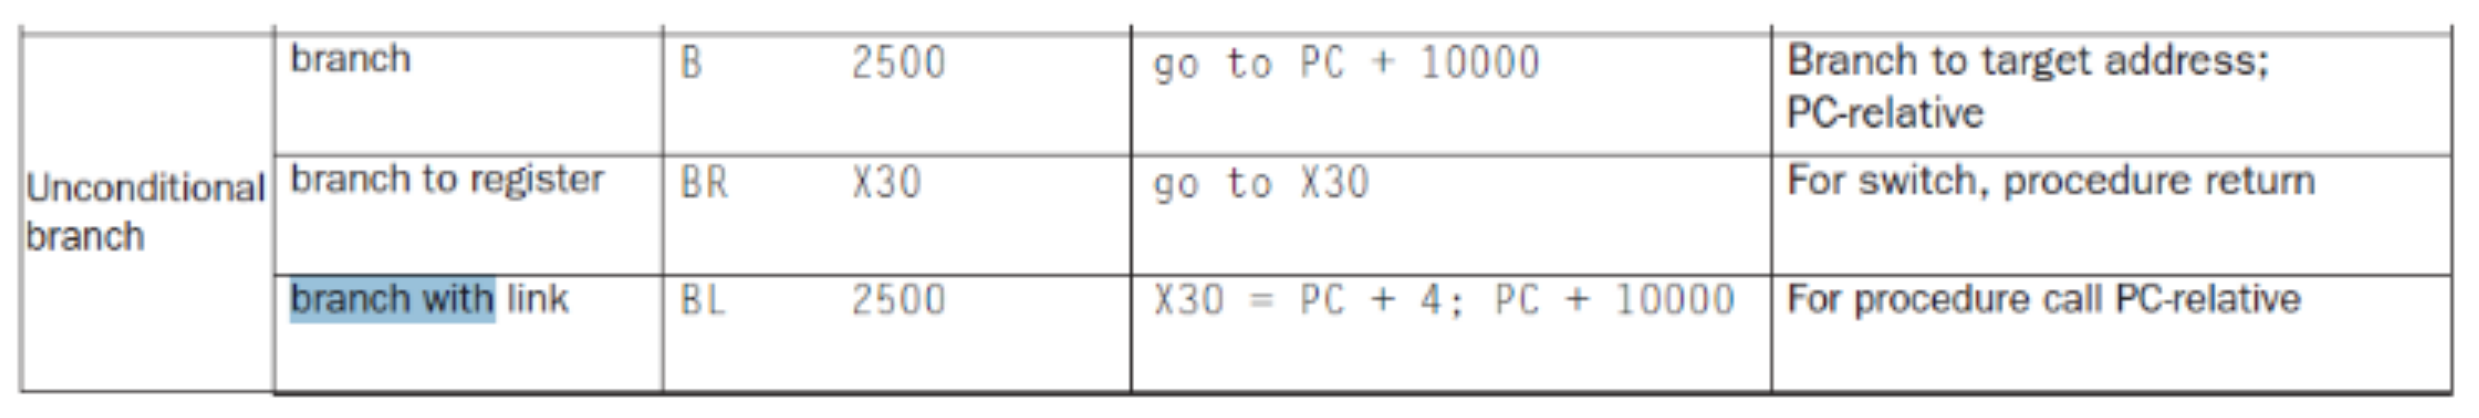 branch B 2500 go to PC + 10000 Branch to target address;
PC-relative
Unconditional
branch
branch to register BR X30 go to X30 For switch, procedure return
branch with link BL 2500 X30 = PC + 4; PC + 10000 For procedure call PC-relative